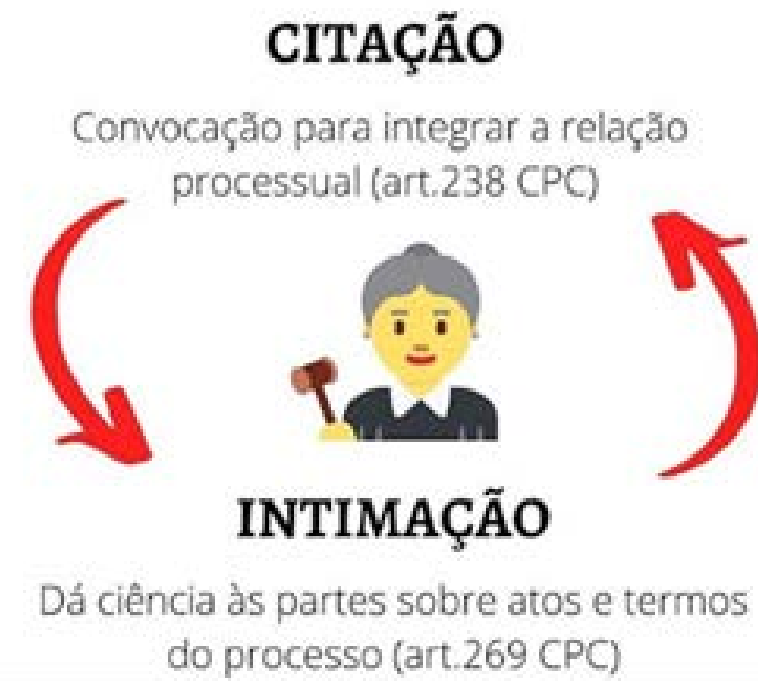 CITAÇÃO
Convocação para integrar a relação
processual (art.238 CPC)
INTIMAÇÃO
Dá ciência às partes sobre atos e termos
do processo (art.269 CPC)